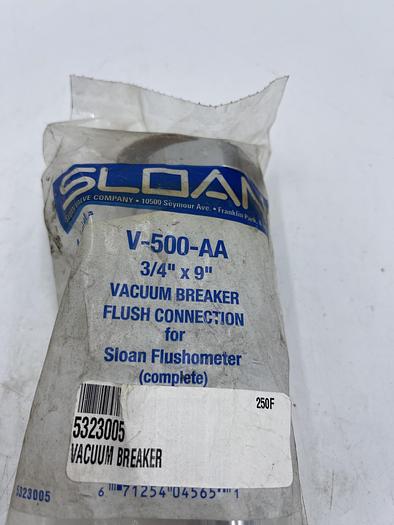 SLOAN
VALVE COMPANY • 10500 Seymour Ave. • Franklin Park,
V-500-AA
3/4" x 9"
VACUUM BREAKER
FLUSH CONNECTION
for
Sloan Flushometer
(complete)
250F
5323005
VACUUM BREAKER
5323005
6 71254 04565 1